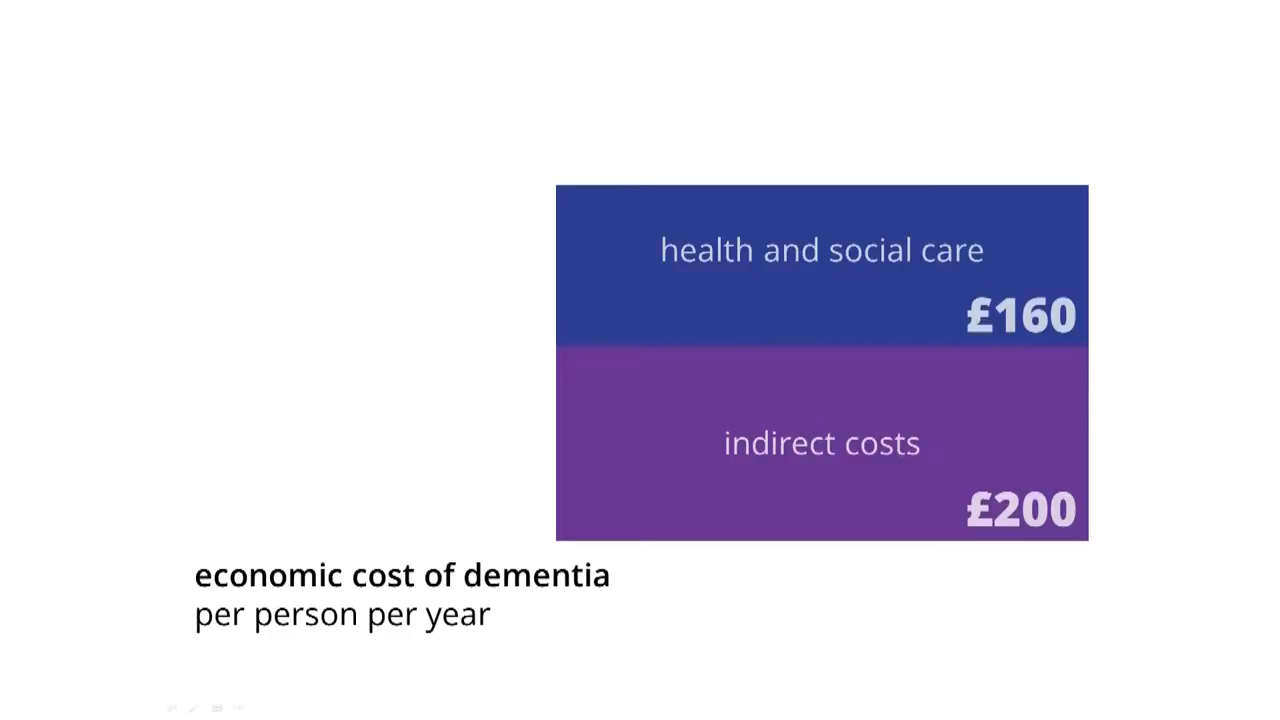 health and social care
£160
indirect costs
£200
economic cost of dementia
per person per year